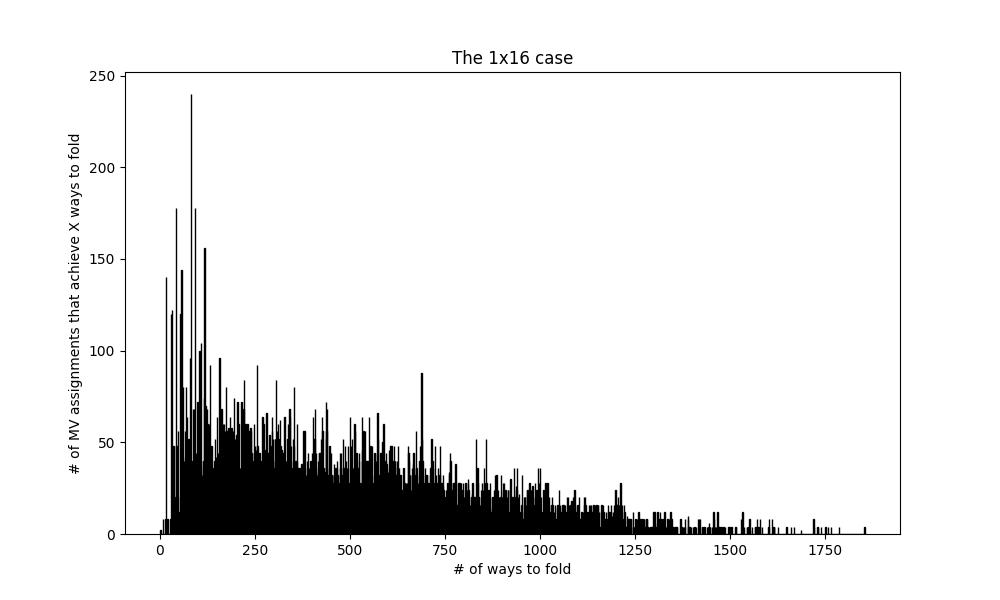 The 1x16 case
# of MV assignments that achieve X ways to fold
250
200
150
100
50
0
0 250 500 750 1000 1250 1500 1750
# of ways to fold